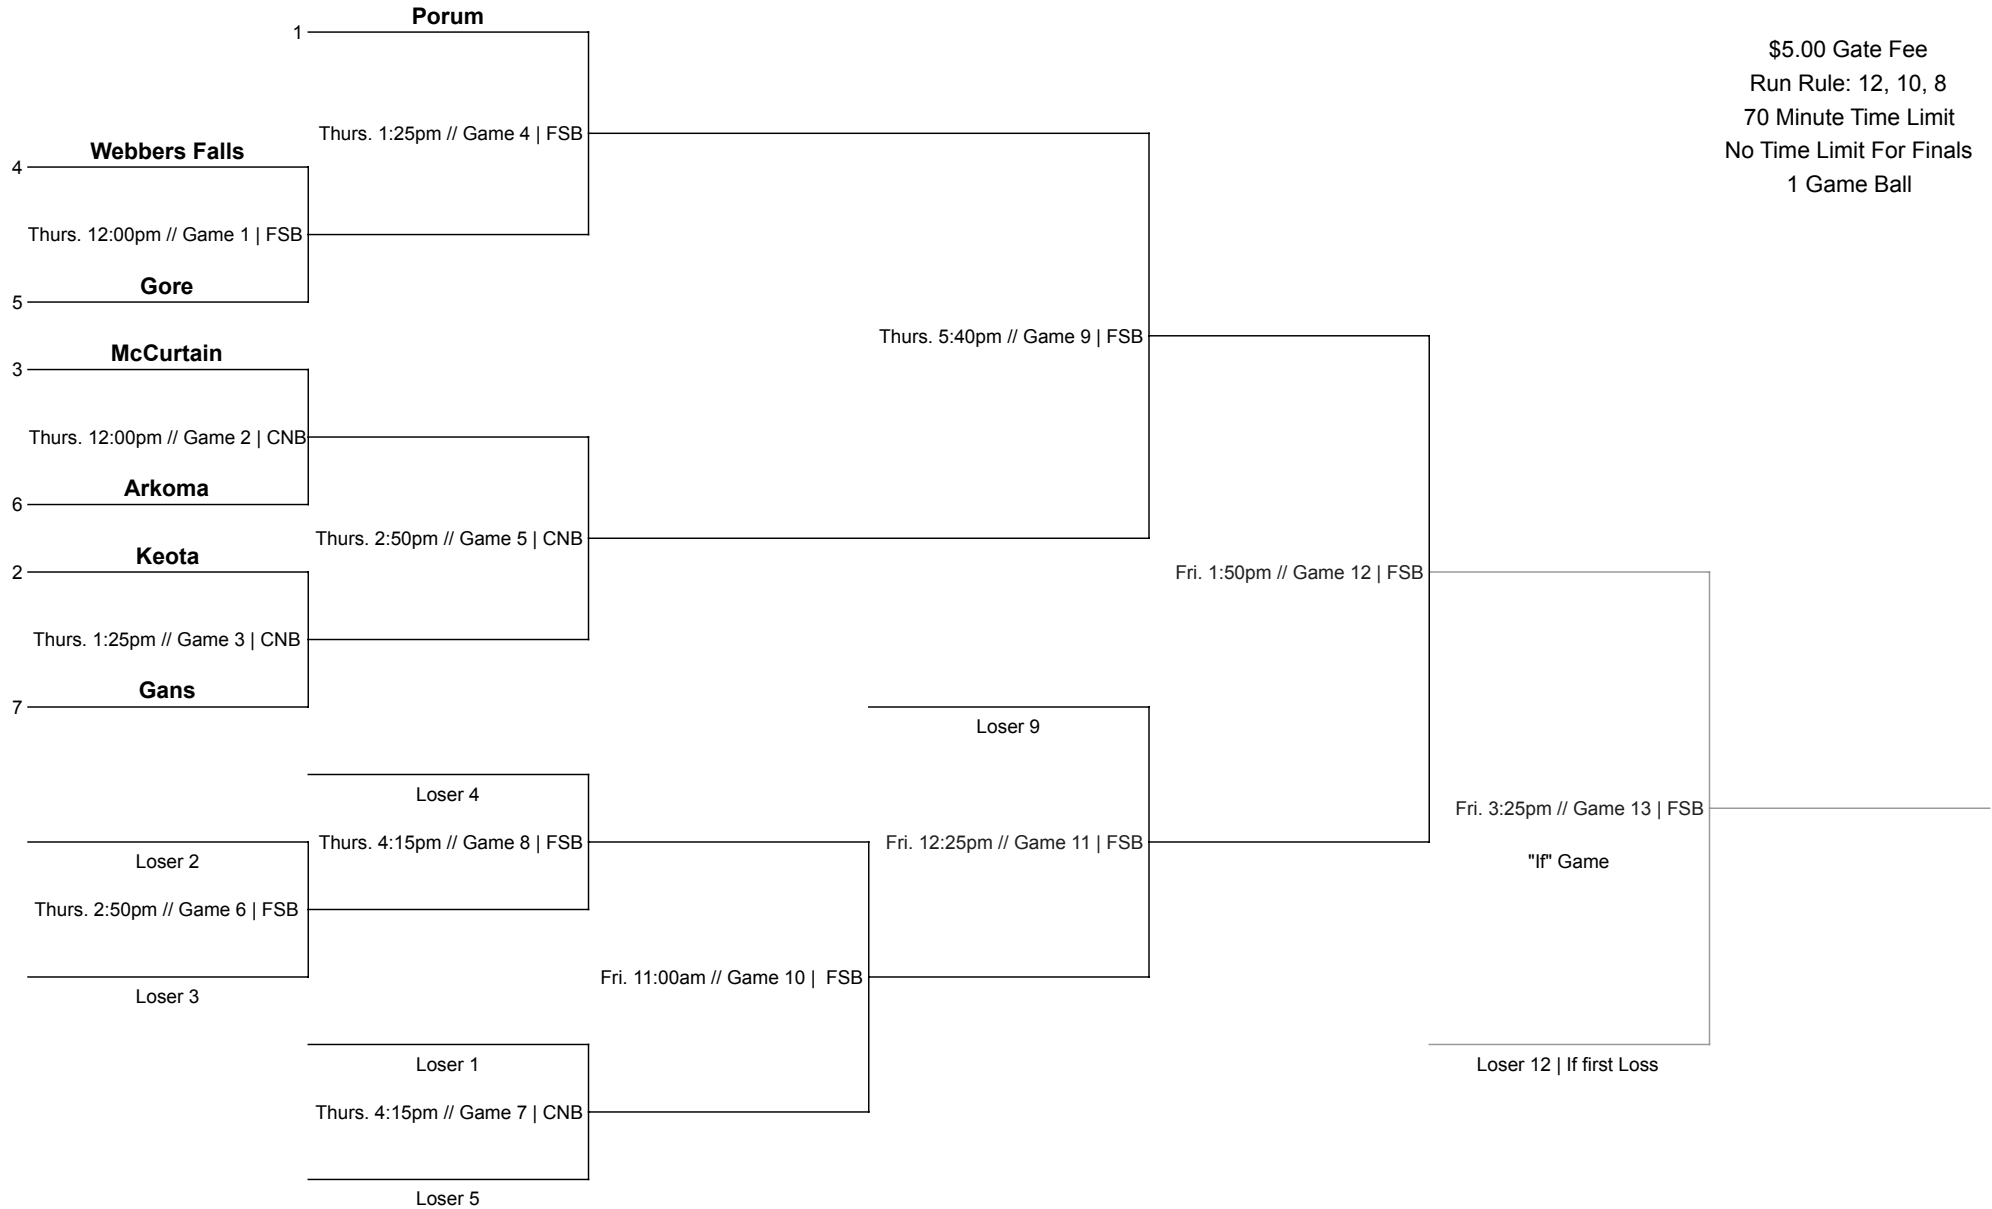 Porum
1
$5.00 Gate Fee
Run Rule: 12, 10, 8
70 Minute Time Limit
No Time Limit For Finals
1 Game Ball
Thurs. 1:25pm // Game 4 | FSB
Webbers Falls
4
Thurs. 12:00pm // Game 1 | FSB
Gore
5
Thurs. 5:40pm // Game 9 | FSB
McCurtain
3
Thurs. 12:00pm // Game 2 | CNB
Arkoma
6
Thurs. 2:50pm // Game 5 | CNB
Keota
2
Fri. 1:50pm // Game 12 | FSB
Thurs. 1:25pm // Game 3 | CNB
Gans
7
Loser 9
Loser 4
Fri. 3:25pm // Game 13 | FSB
"If" Game
Thurs. 4:15pm // Game 8 | FSB
Fri. 12:25pm // Game 11 | FSB
Loser 2
Thurs. 2:50pm // Game 6 | FSB
Loser 3
Fri. 11:00am // Game 10 |  FSB
Loser 1
Loser 12 | If first Loss
Thurs. 4:15pm // Game 7 | CNB
Loser 5